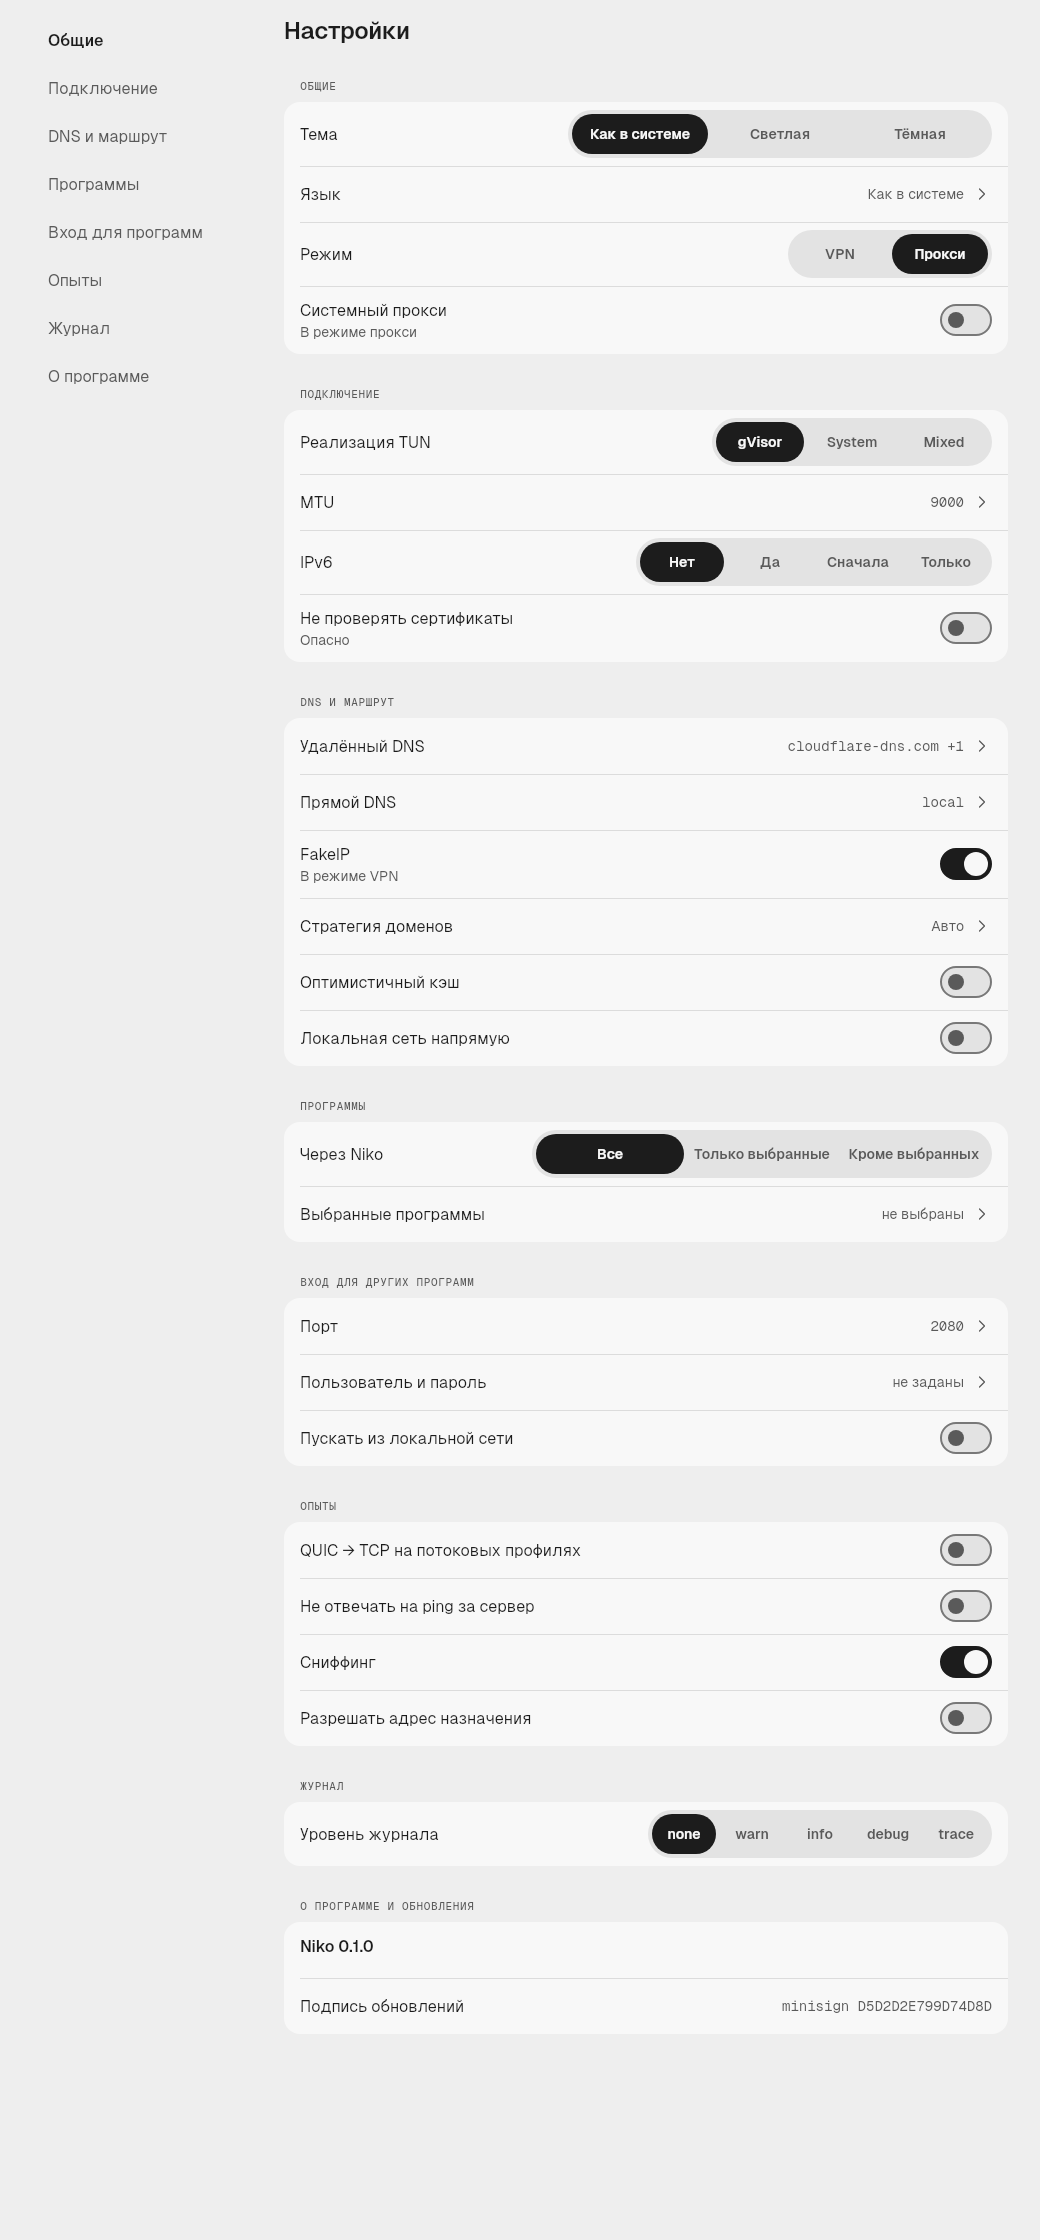 Общие
Подключение
DNS и маршрут
Программы
Вход для программ
Опыты
Журнал
О программе
Настройки
ОБЩИЕ
Тема
Как в системе Светлая Тёмная
Язык
Как в системе
Режим
VPN Прокси
Системный прокси
В режиме прокси
ПОДКЛЮЧЕНИЕ
Реализация TUN
gVisor System Mixed
MTU
9000
IPv6
Нет Да Сначала Только
Не проверять сертификаты
Опасно
DNS И МАРШРУТ
Удалённый DNS
cloudflare-dns.com +1
Прямой DNS
local
FakeIP
В режиме VPN
Стратегия доменов
Авто
Оптимистичный кэш
Локальная сеть напрямую
ПРОГРАММЫ
Через Niko
Все Только выбранные Кроме выбранных
Выбранные программы
не выбраны
ВХОД ДЛЯ ДРУГИХ ПРОГРАММ
Порт
2080
Пользователь и пароль
не заданы
Пускать из локальной сети
ОПЫТЫ
QUIC → TCP на потоковых профилях
Не отвечать на ping за сервер
Сниффинг
Разрешать адрес назначения
ЖУРНАЛ
Уровень журнала
none warn info debug trace
О ПРОГРАММЕ И ОБНОВЛЕНИЯ
Niko 0.1.0
Подпись обновлений
minisign D5D2D2E799D74D8D